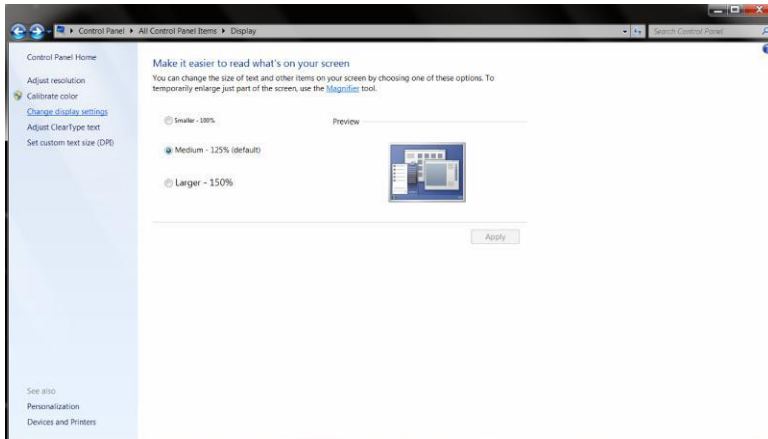 Control Panel ▸ All Control Panel Items ▸ Display
Search Control Panel
Control Panel Home
Adjust resolution
Calibrate color
Change display settings
Adjust ClearType text
Set custom text size (DPI)
Make it easier to read what's on your screen
You can change the size of text and other items on your screen by choosing one of these options. To
temporarily enlarge just part of the screen, use the Magnifier tool.
Smaller - 100%
Preview
Medium - 125% (default)
Larger - 150%
Apply
See also
Personalization
Devices and Printers